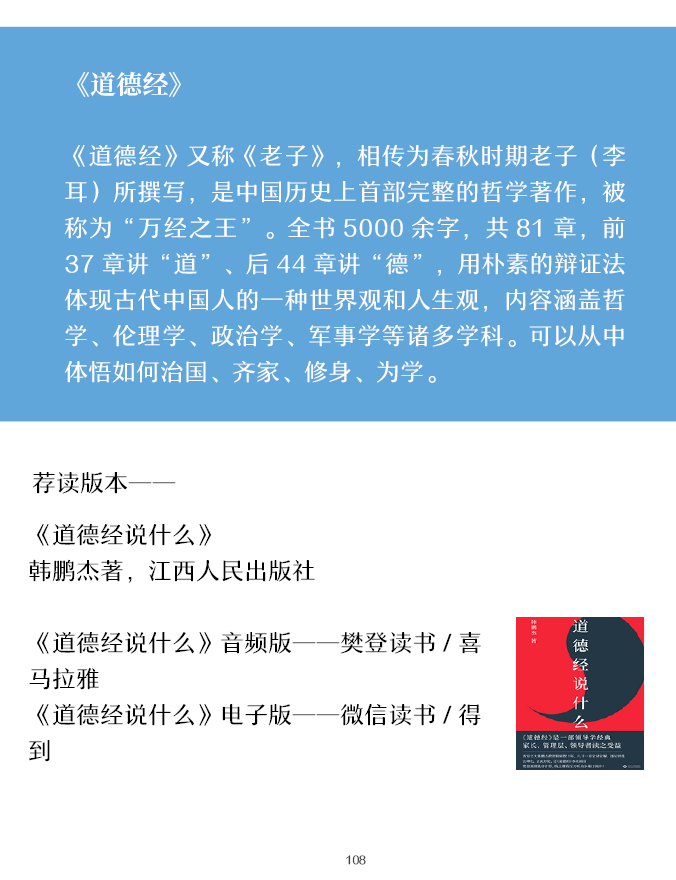 《道德经》
《道德经》又称《老子》，相传为春秋时期老子（李
耳）所撰写，是中国历史上首部完整的哲学著作，被
称为“万经之王”。全书 5000 余字，共 81 章，前
37 章讲“道”、后 44 章讲“德”，用朴素的辩证法
体现古代中国人的一种世界观和人生观，内容涵盖哲
学、伦理学、政治学、军事学等诸多学科。可以从中
体悟如何治国、齐家、修身、为学。
荐读版本——
《道德经说什么》
韩鹏杰著，江西人民出版社
《道德经说什么》音频版——樊登读书 / 喜
马拉雅
《道德经说什么》电子版——微信读书 / 得
到
韩鹏杰 著
道德经说什么
《道德经》是一部领导学经典
家长、管理层、领导者读之受益
108